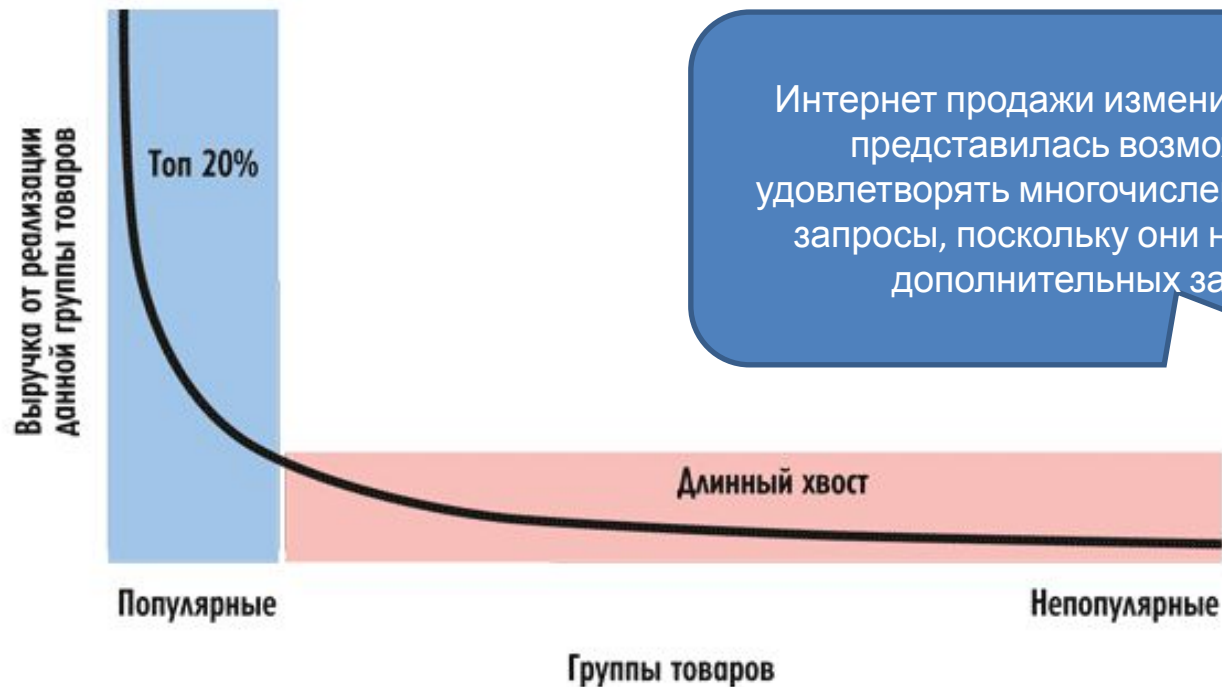 Выручка от реализации
данной группы товаров
Топ 20%
Интернет продажи
представилась
удовлетворять
запросы, поскольку они
дополнительных
Длинный хвост
Популярные
Непопулярные
Группы товаров